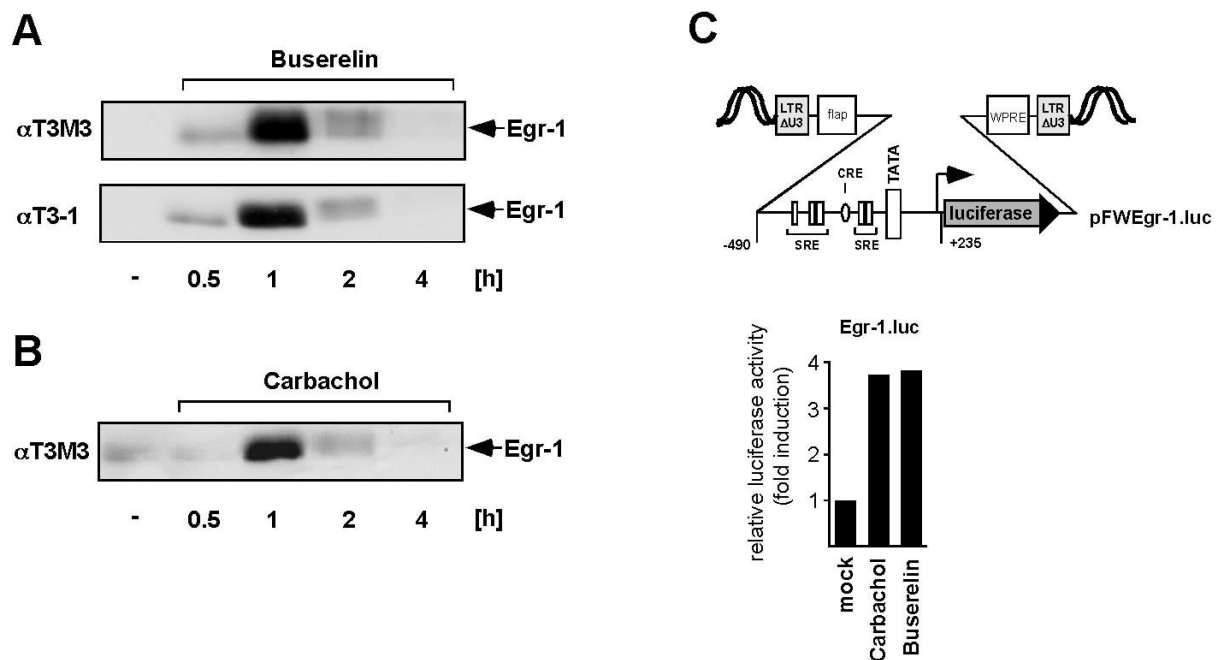 A
Buserelin
αT3M3
Egr-1
αT3-1
Egr-1
- 0.5 1 2 4 [h]
B
Carbachol
αT3M3
Egr-1
- 0.5 1 2 4 [h]
C
LTR
ΔU3
flap
WPRE
LTR
ΔU3
CRE
TATA
luciferase
pFWEgr-1.luc
-490
SRE
SRE
+235
Egr-1.luc
relative luciferase activity
(fold induction)
4
3
2
1
mock
Carbachol
Buserelin